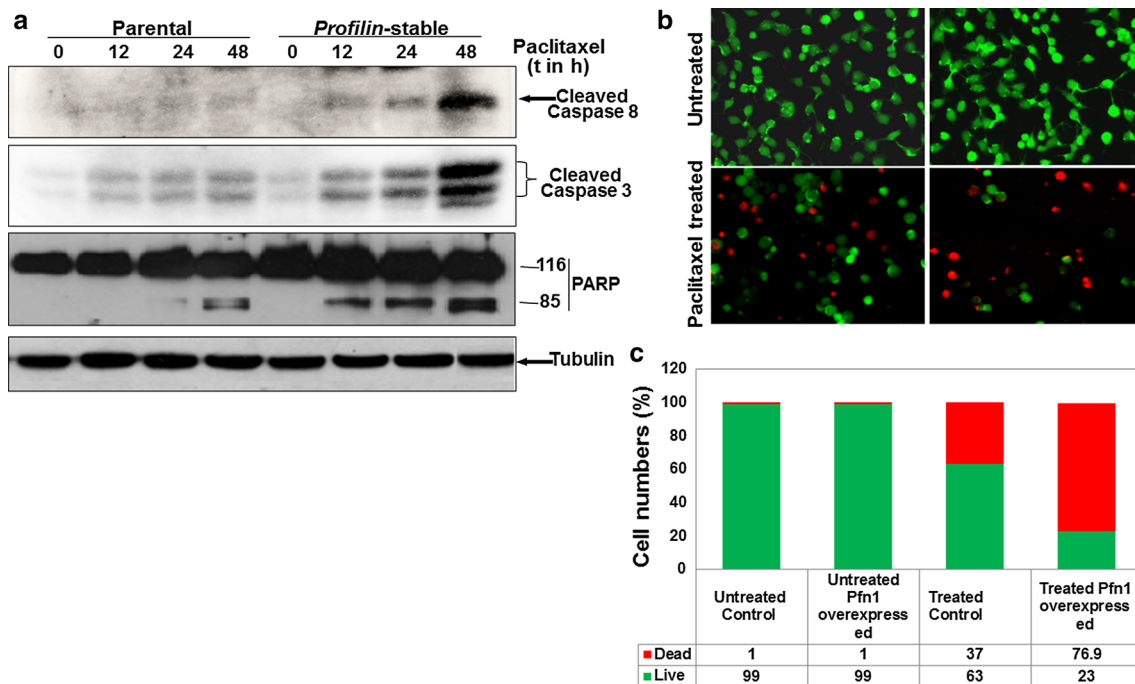 a
Parental
Profilin-stable
0 12 24 48 0 12 24 48
Paclitaxel
(t in h)
Cleaved
Caspase 8
Cleaved
Caspase 3
116
85
PARP
Tubulin
b
Untreated
Paclitaxel treated
c
Cell numbers (%)
120
100
80
60
40
20
0
Untreated
Control
Untreated
Pfn1
overexpress
ed
Treated
Control
Treated Pfn1
overexpress
ed
Dead 1 1 37 76.9
Live 99 99 63 23